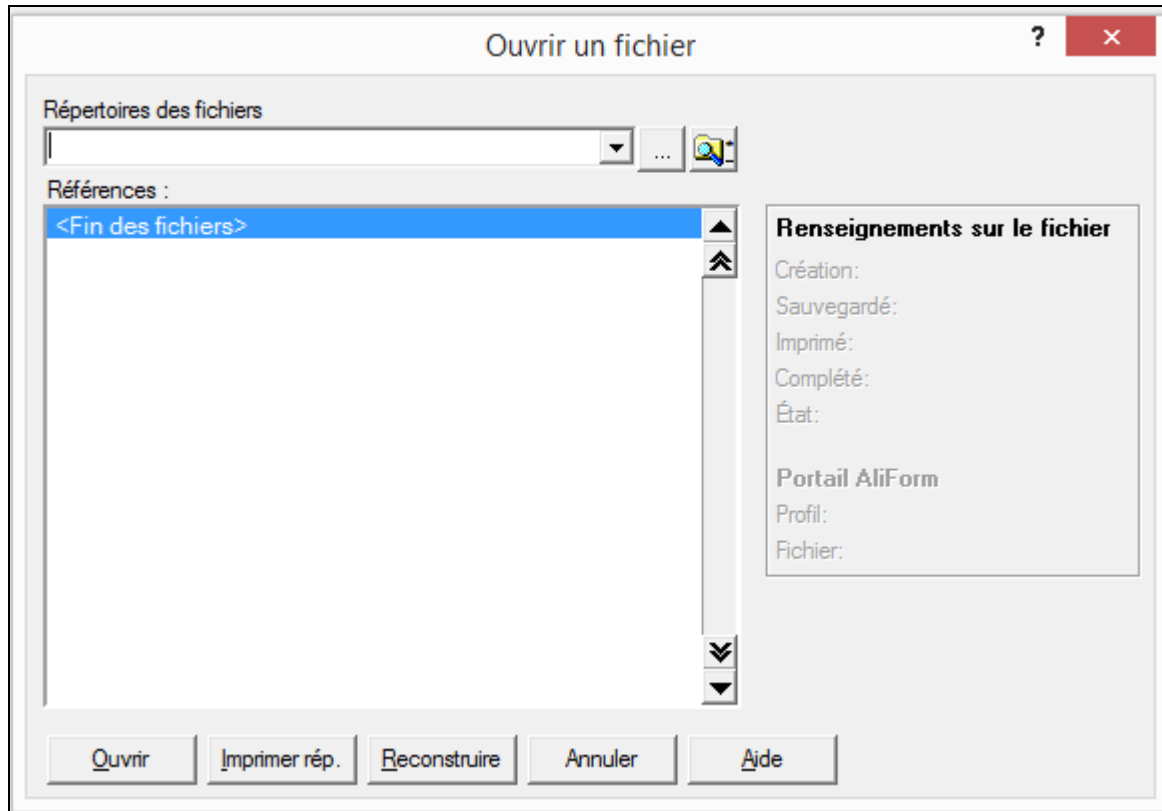 Ouvrir un fichier
?
Répertoires des fichiers
...
Références :
<Fin des fichiers>
Renseignements sur le fichier
Création:
Sauvegardé:
Imprimé:
Complété:
État:
Portail AliForm
Profil:
Fichier:
Ouvrir
Imprimer rép.
Reconstruire
Annuler
Aide